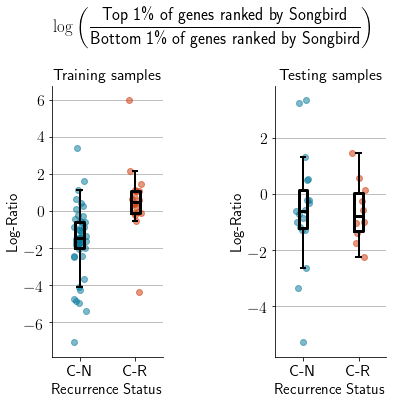 log ( Top 1% of genes ranked by Songbird / Bottom 1% of genes ranked by Songbird )
Training samples
Log-Ratio
6
4
2
0
−2
−4
−6
C-N C-R
Recurrence Status
Testing samples
Log-Ratio
2
0
−2
−4
C-N C-R
Recurrence Status